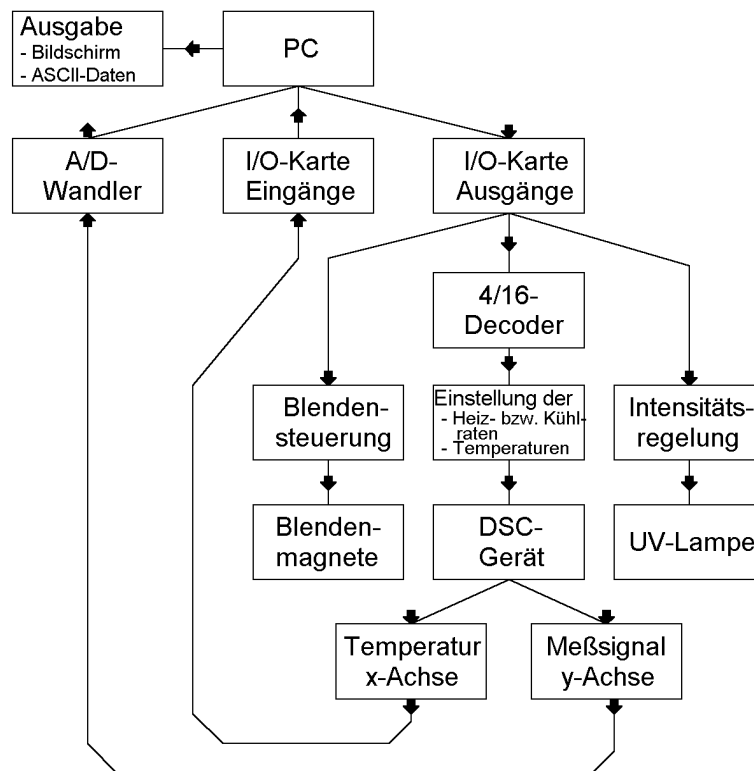 Ausgabe
- Bildschirm
- ASCII-Daten
PC
A/D-
Wandler
I/O-Karte
Eingänge
I/O-Karte
Ausgänge
4/16-
Decoder
Blenden-
steuerung
Einstellung der
- Heiz- bzw. Kühl-
raten
- Temperaturen
Intensitäts-
regelung
Blenden-
magnete
DSC-
Gerät
UV-Lampe
Temperatur
x-Achse
Meßsignal
y-Achse